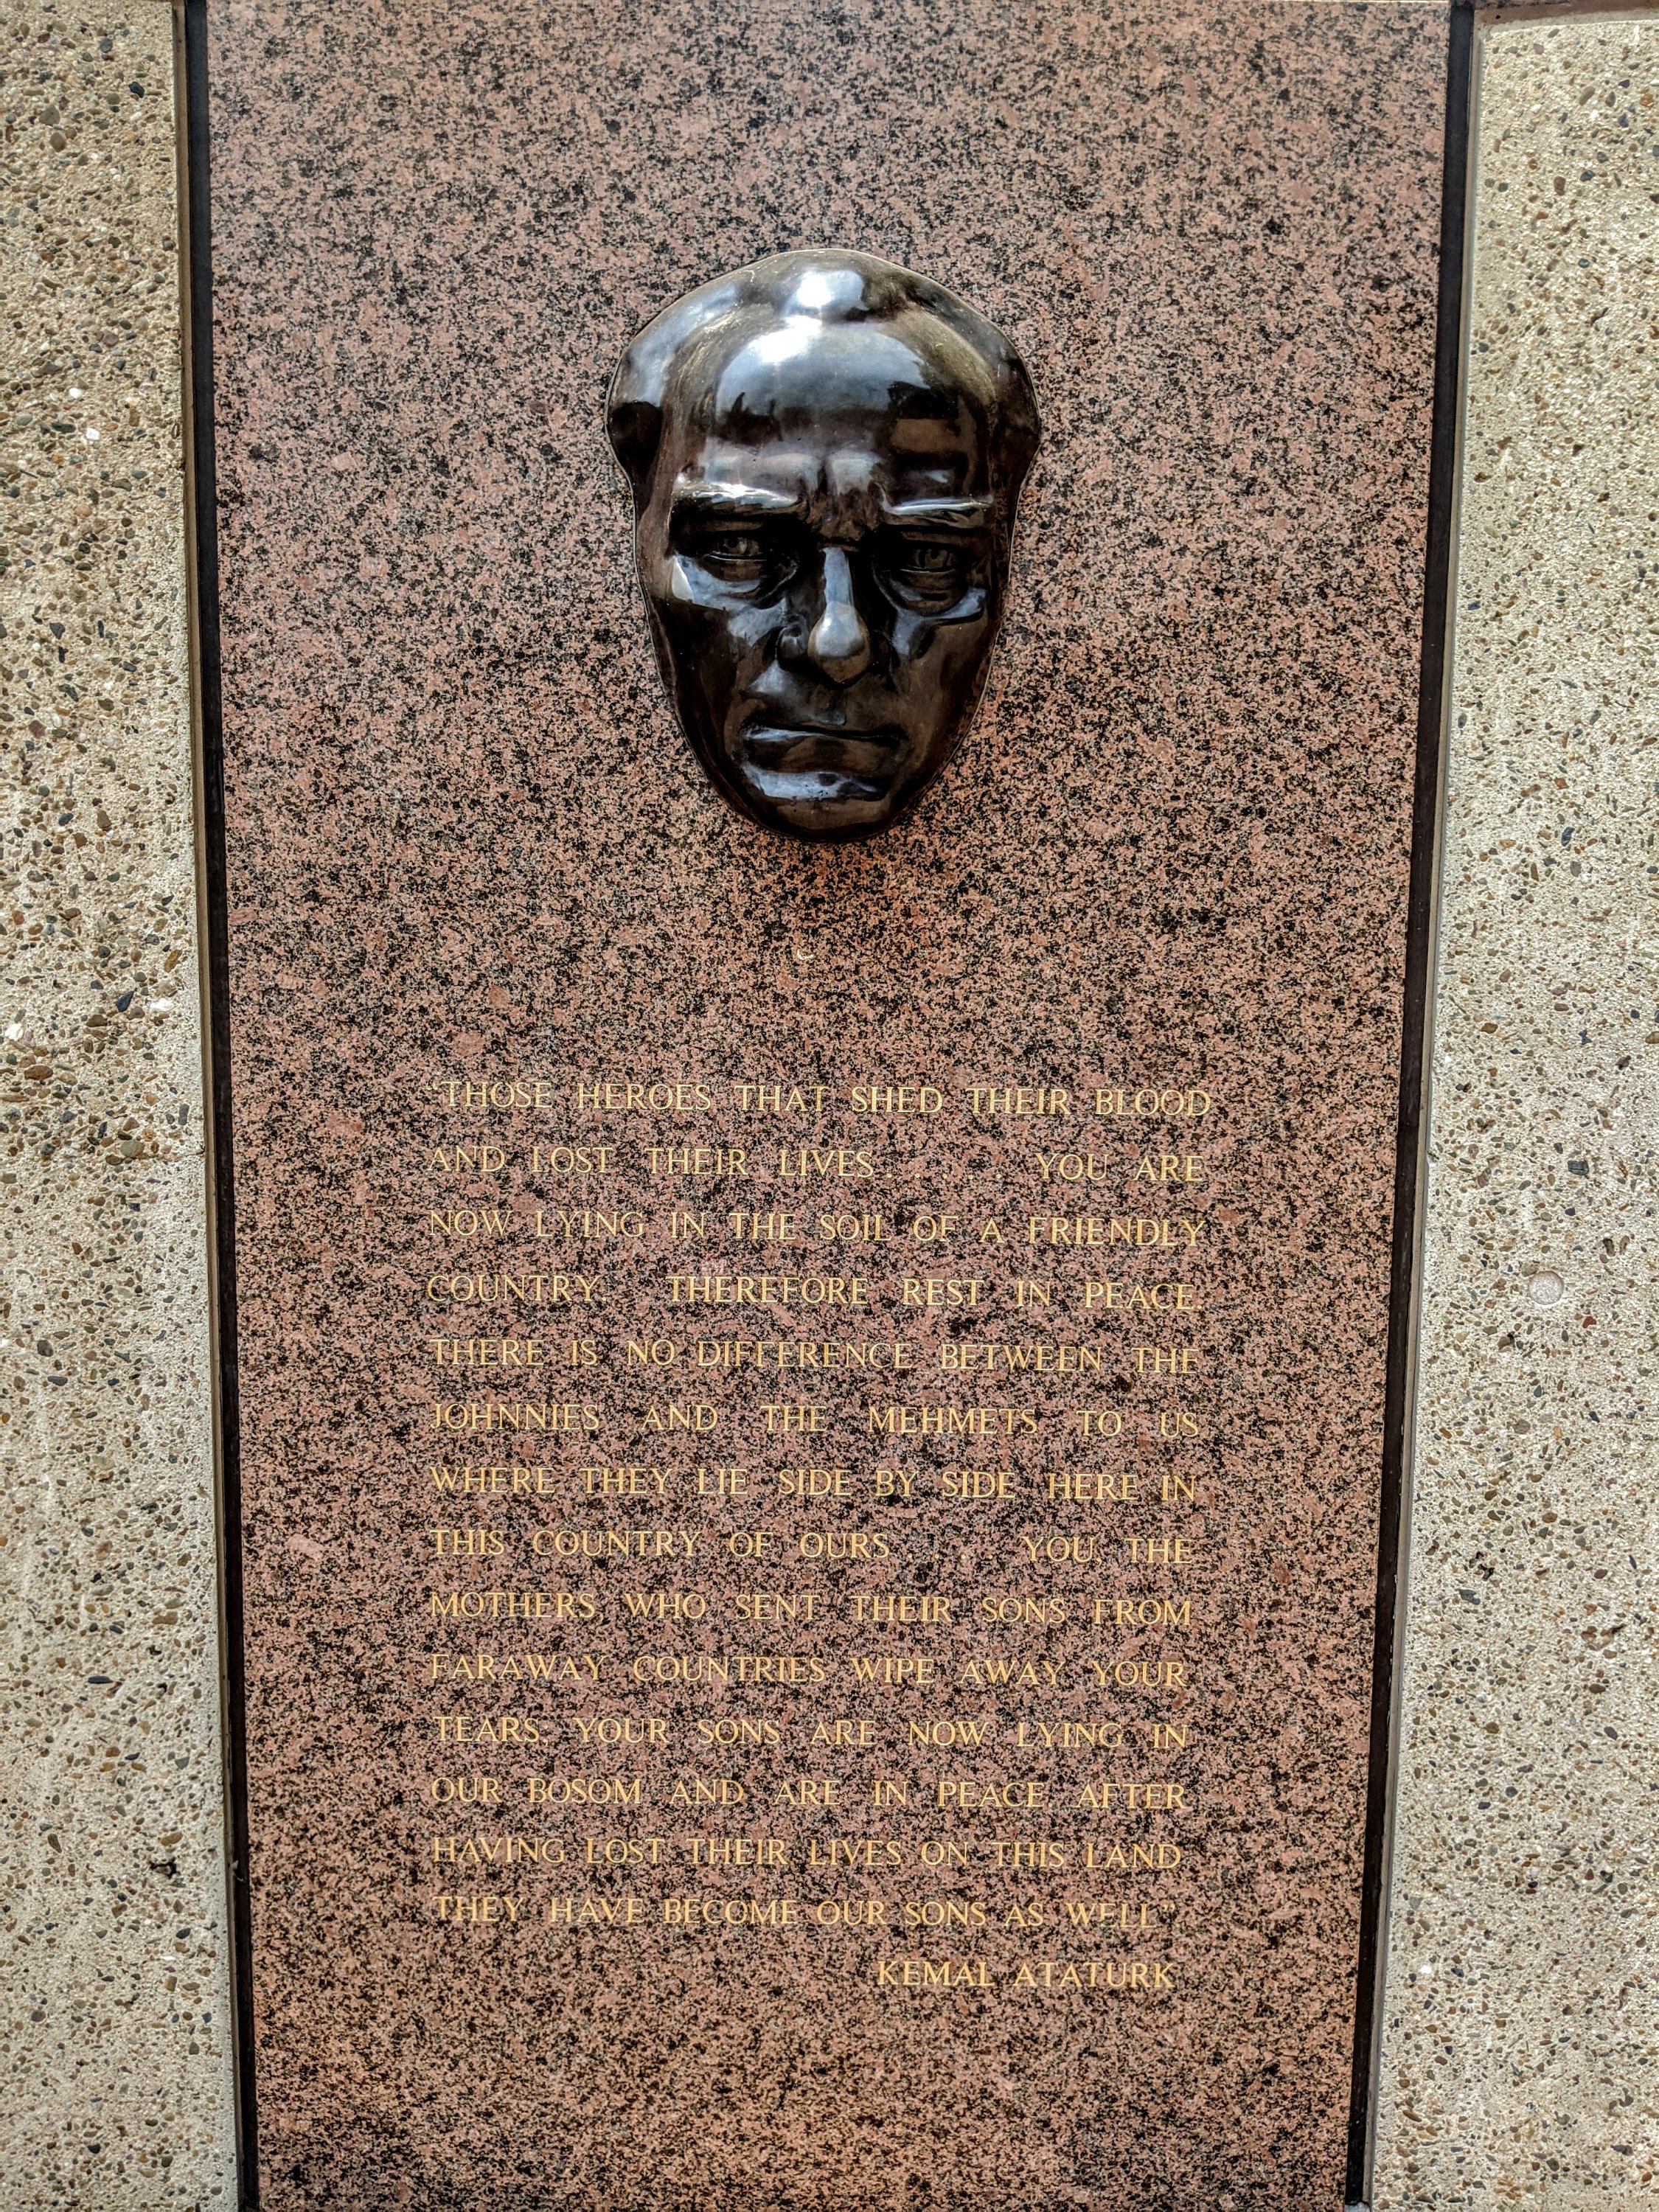 “THOSE HEROES THAT SHED THEIR BLOOD
AND LOST THEIR LIVES. . . . . YOU ARE
NOW LYING IN THE SOIL OF A FRIENDLY
COUNTRY. THEREFORE REST IN PEACE.
THERE IS NO DIFFERENCE BETWEEN THE
JOHNNIES AND THE MEHMETS TO US
WHERE THEY LIE SIDE BY SIDE HERE IN
THIS COUNTRY OF OURS . . . . YOU, THE
MOTHERS WHO SENT THEIR SONS FROM
FARAWAY COUNTRIES WIPE AWAY YOUR
TEARS. YOUR SONS ARE NOW LYING IN
OUR BOSOM AND ARE IN PEACE AFTER
HAVING LOST THEIR LIVES ON THIS LAND
THEY HAVE BECOME OUR SONS AS WELL”
KEMAL ATATURK